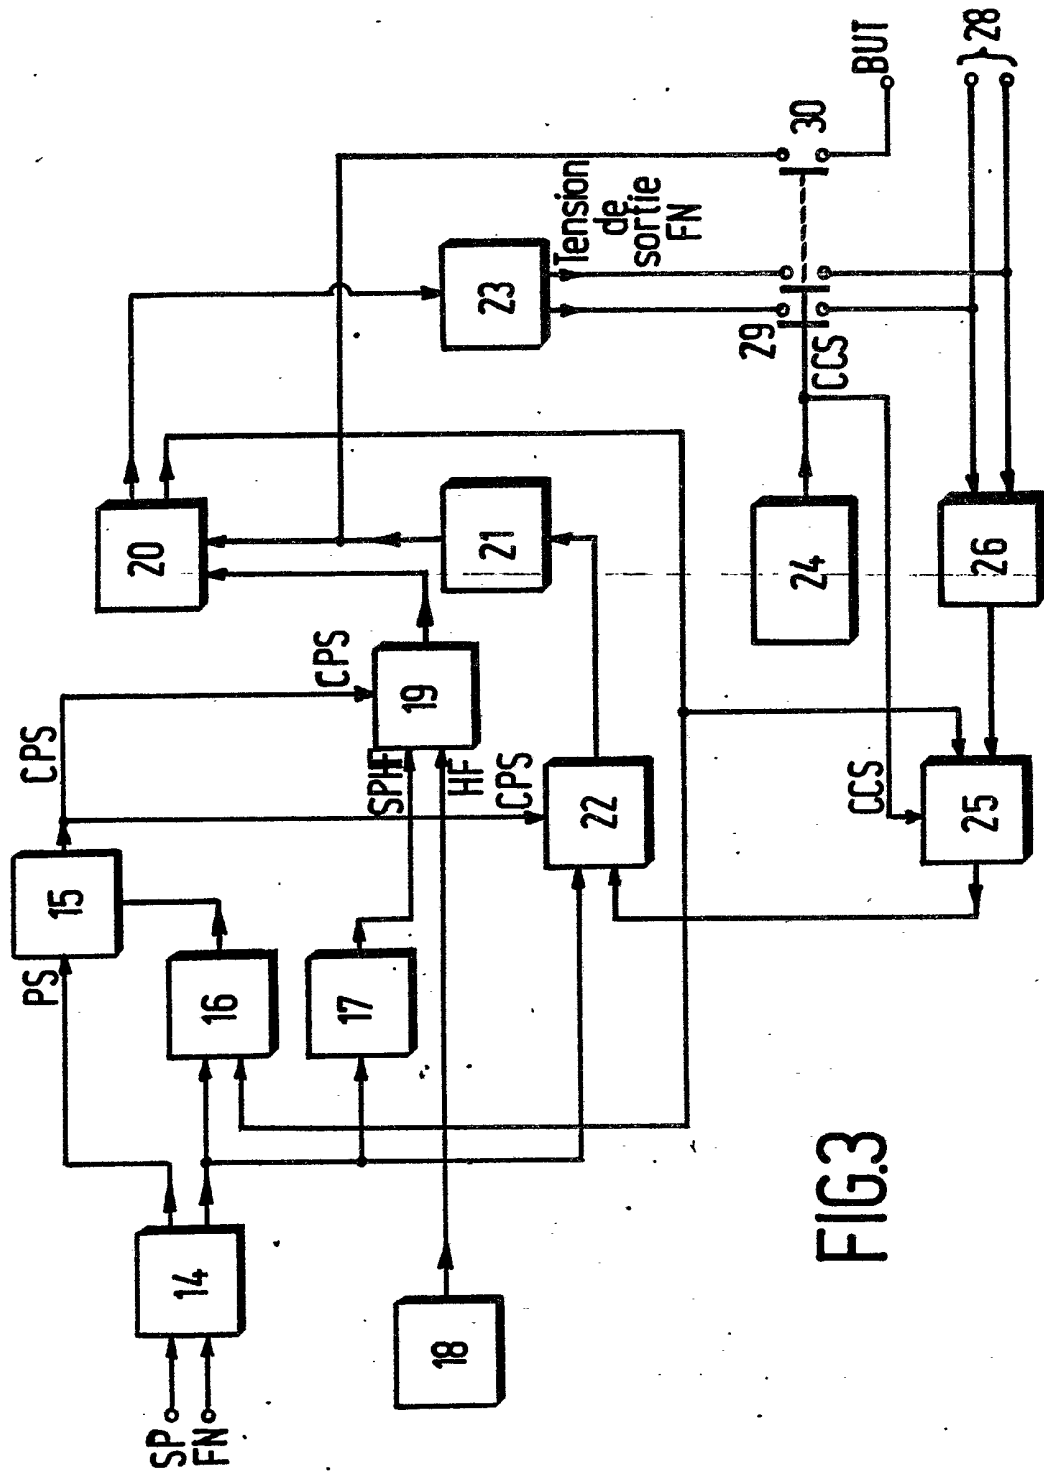 SP
FN
14
18
PS
15
16
17
CPS
SPHF
HF
CPS
CPS
19
20
21
22
23
Tension
de
sortie
FN
24
CCS
29
30
BUT
CCS
25
26
28
FIG.3